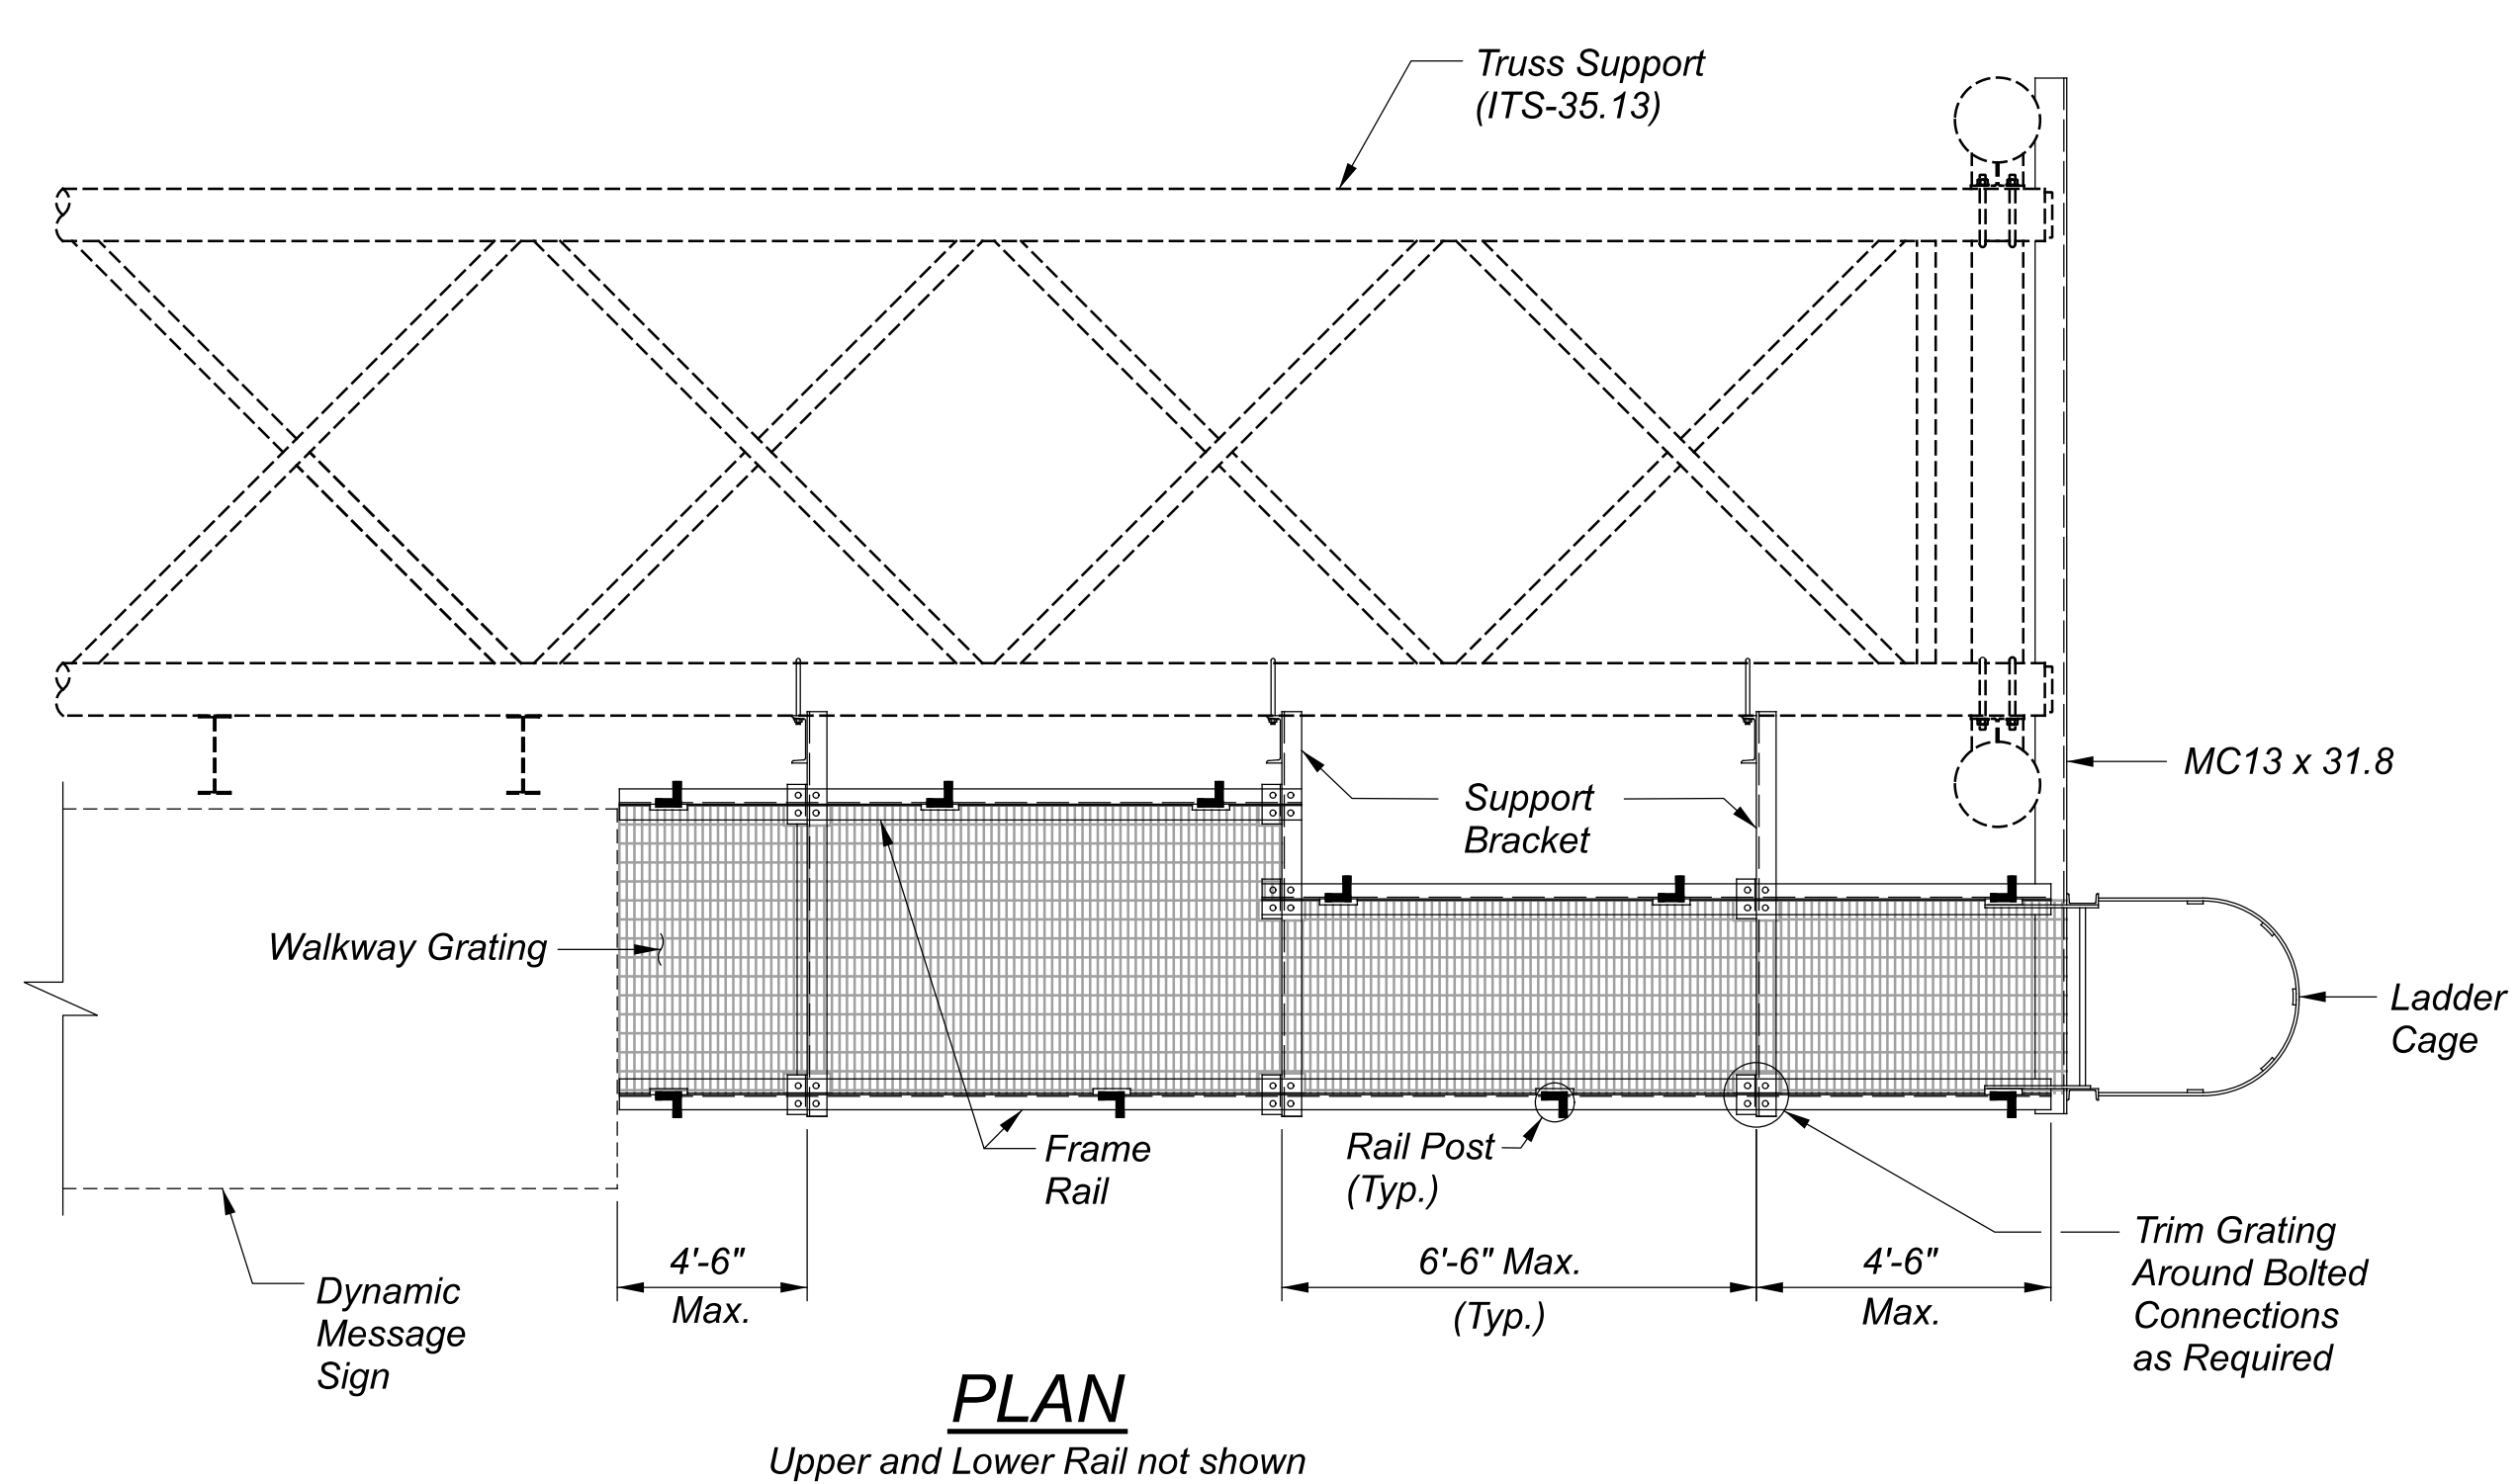 Truss Support
(ITS-35.13)
MC13 x 31.8
Support
Bracket
Walkway Grating
Ladder
Cage
Frame
Rail
Rail Post
(Typ.)
Trim Grating
Around Bolted
Connections
as Required
Dynamic
Message
Sign
4'-6"
Max.
6'-6" Max.
(Typ.)
4'-6"
Max.
PLAN
Upper and Lower Rail not shown